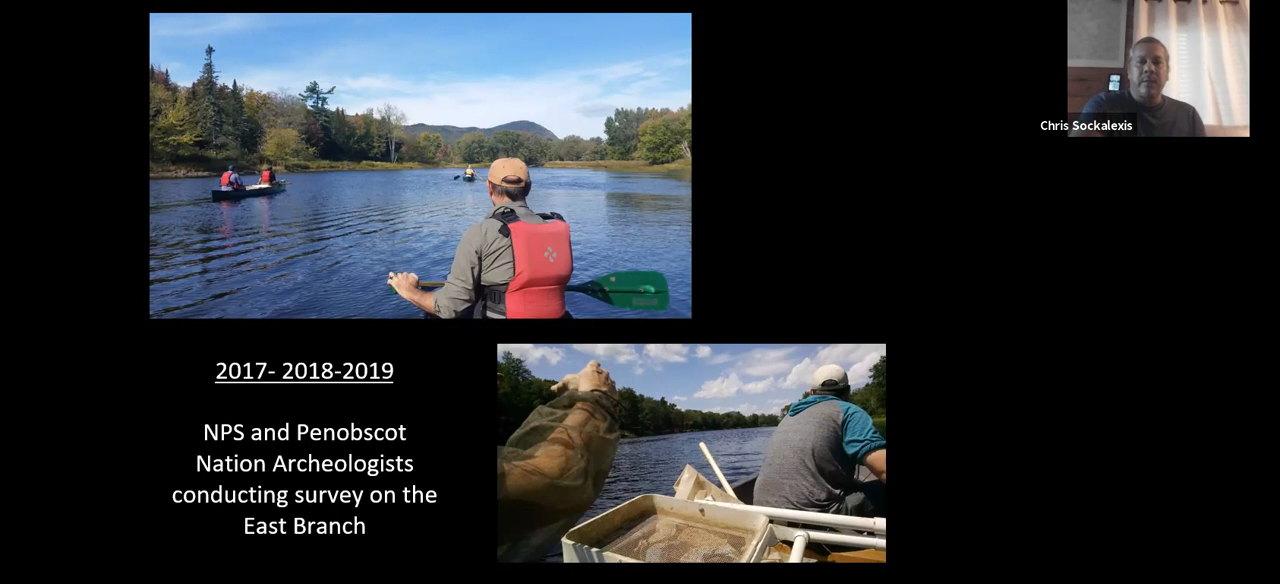 Chris Sockalexis
2017- 2018-2019
NPS and Penobscot
Nation Archeologists
conducting survey on the
East Branch